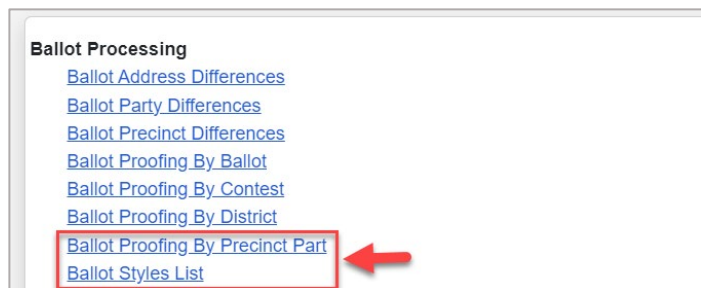 Ballot Processing
Ballot Address Differences
Ballot Party Differences
Ballot Precinct Differences
Ballot Proofing By Ballot
Ballot Proofing By Contest
Ballot Proofing By District
Ballot Proofing By Precinct Part
Ballot Styles List